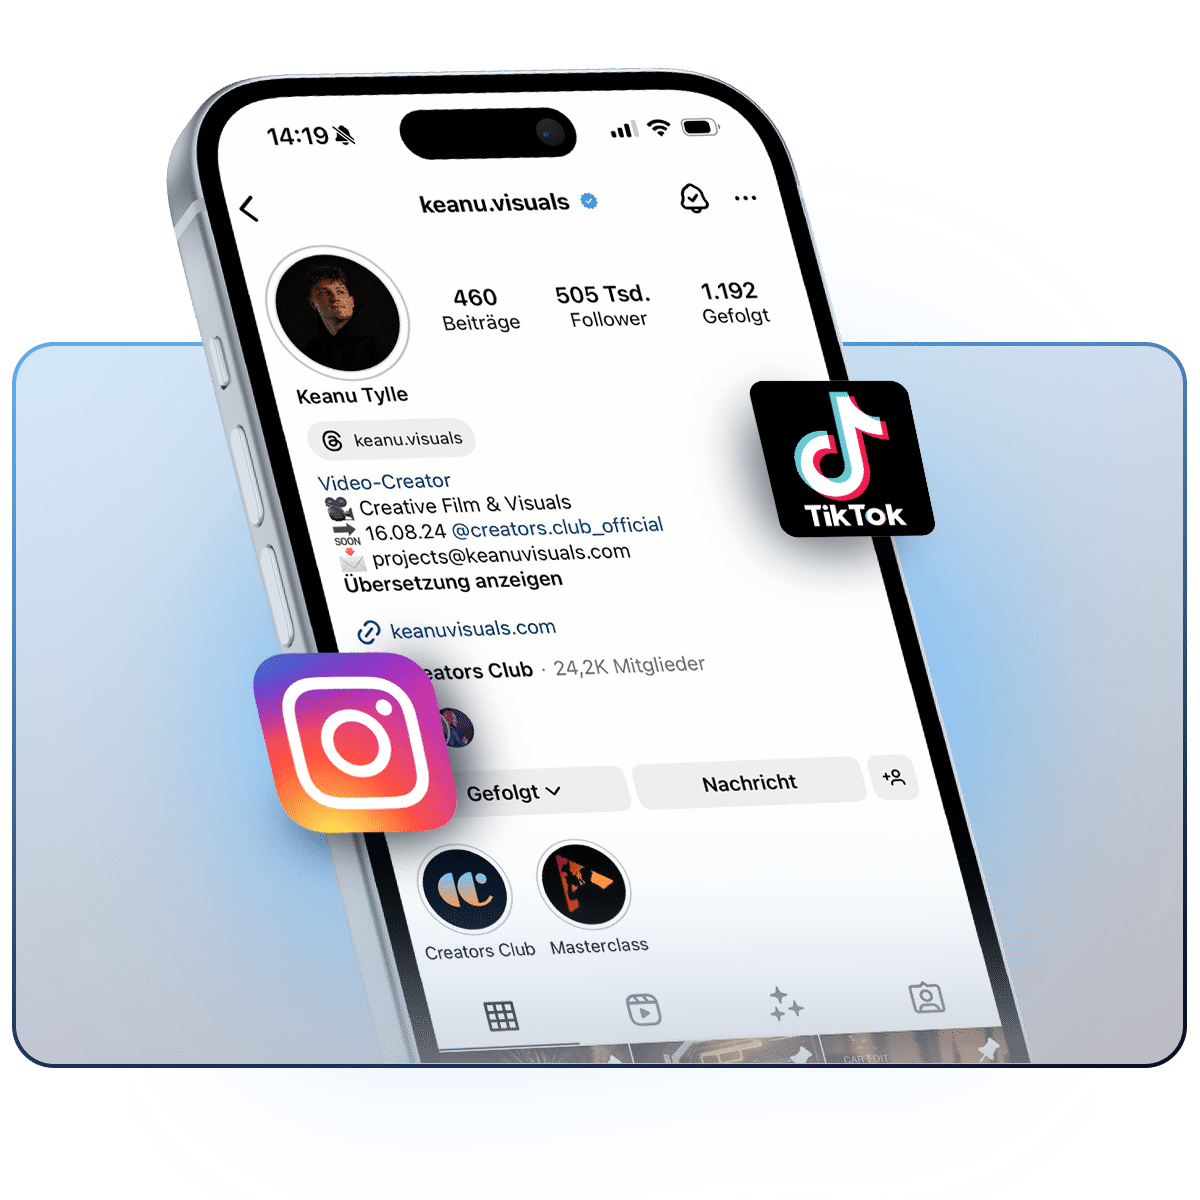 14:19
keanu.visuals
460
Beiträge
505 Tsd.
Follower
1.192
Gefolgt
Keanu Tylle
keanu.visuals
Video-Creator
Creative Film & Visuals
SOON 16.08.24 @creators.club_official
projects@keanuvisuals.com
Übersetzung anzeigen
keanuvisuals.com
eators Club · 24,2K Mitglieder
Gefolgt
Nachricht
Creators Club
Masterclass
CAR EDIT
TikTok